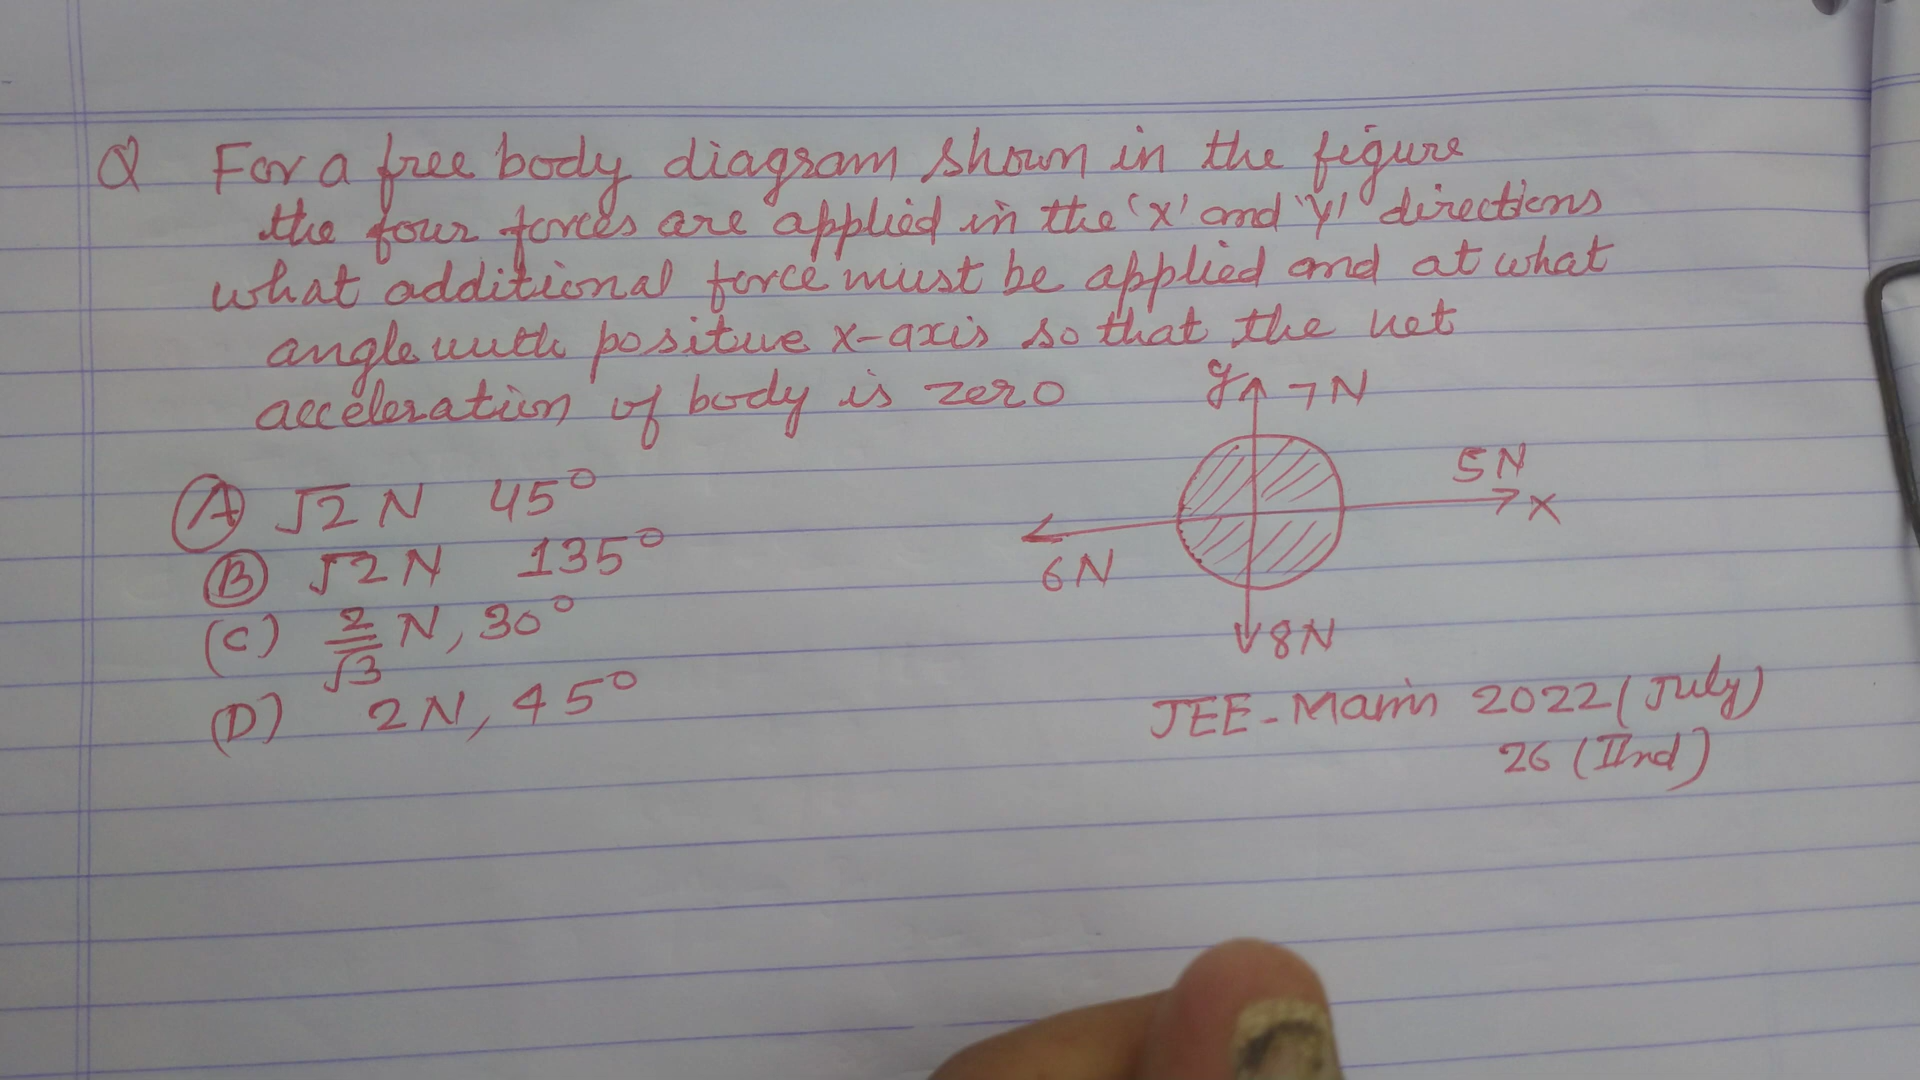 Q For a free body diagram shown in the figure
the four forces are applied in the 'x' and 'y' directions
what additional force must be applied and at what
angle with positive x-axis so that the net
acceleration of body is zero
y 7N
5N
x
6N
8N
(A) √2 N 45°
(B) √2 N 135°
(C) 2/√3 N, 30°
(D) 2N, 45°
JEE-Main 2022 (July)
26 (IInd)